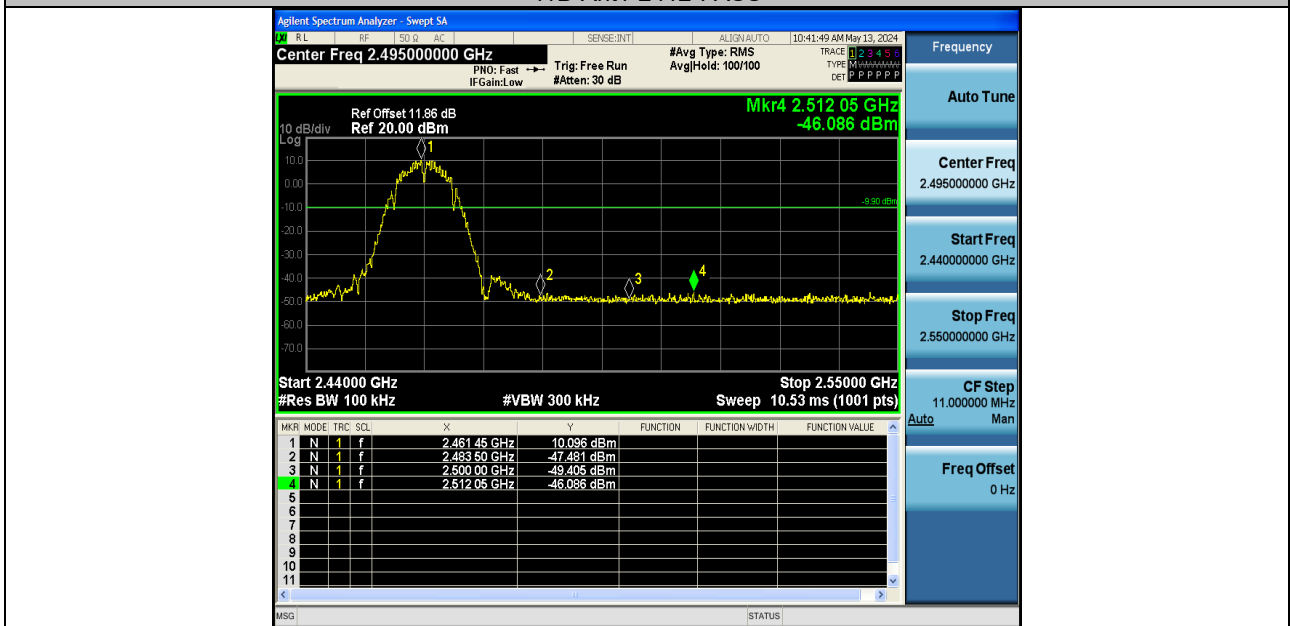 Agilent Spectrum Analyzer - Swept SA
RL RF 50 Ω AC SENSE:INT ALIGN AUTO 10:41:49 AM May 13, 2024
Center Freq 2.495000000 GHz
PNO: Fast
IFGain:Low
Trig: Free Run
#Atten: 30 dB
#Avg Type: RMS
Avg|Hold: 100/100
TRACE 1 2 3 4 5 6
TYPE M
DET P P P P P P
Mkr4 2.512 05 GHz
-46.086 dBm
Ref Offset 11.86 dB
10 dB/div Ref 20.00 dBm
Log
10.0
0.00
-10.0
-20.0
-30.0
-40.0
-50.0
-60.0
-70.0
1
2
3
4
-9.90 dBm
Start 2.44000 GHz Stop 2.55000 GHz
#Res BW 100 kHz #VBW 300 kHz Sweep 10.53 ms (1001 pts)
MKR MODE TRC SCL X Y FUNCTION FUNCTION WIDTH FUNCTION VALUE
1 N 1 f 2.461 45 GHz 10.096 dBm
2 N 1 f 2.483 50 GHz -47.481 dBm
3 N 1 f 2.500 00 GHz -49.405 dBm
4 N 1 f 2.512 05 GHz -46.086 dBm
5
6
7
8
9
10
11
MSG STATUS
Frequency
Auto Tune
Center Freq
2.495000000 GHz
Start Freq
2.440000000 GHz
Stop Freq
2.550000000 GHz
CF Step
11.000000 MHz
Auto Man
Freq Offset
0 Hz